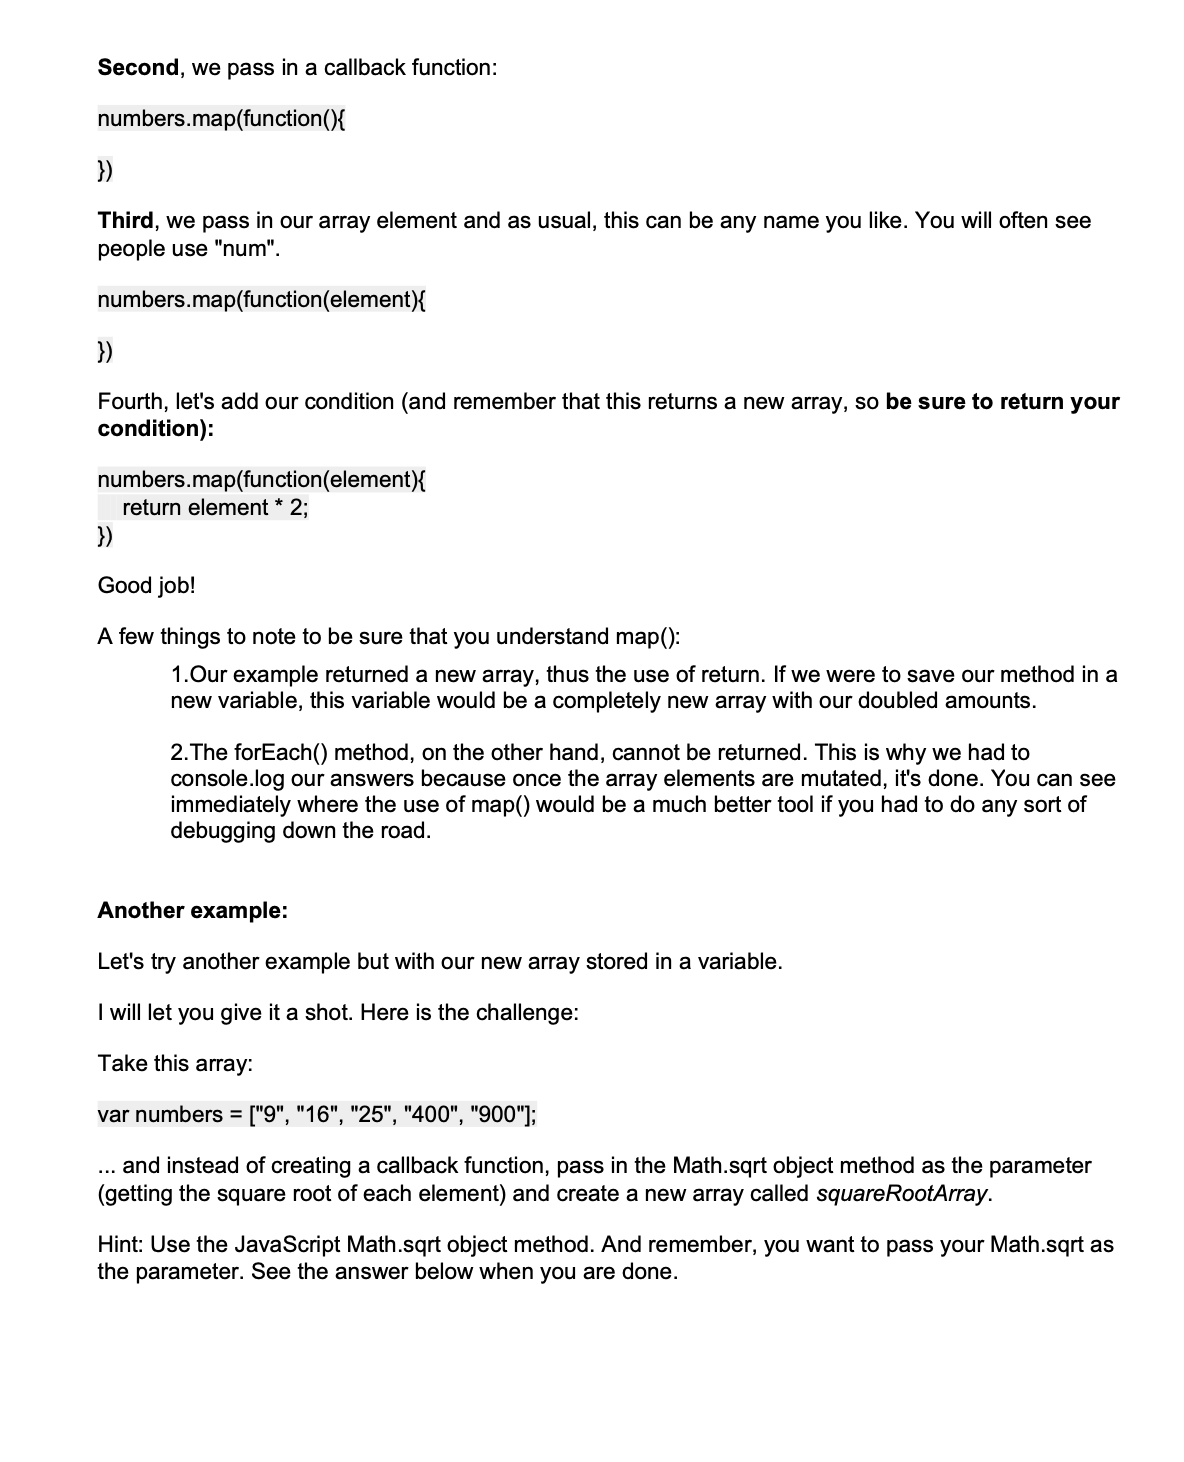 Second, we pass in a callback function:
numbers.map(function(){
})
Third, we pass in our array element and as usual, this can be any name you like. You will often see
people use "num".
numbers.map(function(element){
})
Fourth, let's add our condition (and remember that this returns a new array, so be sure to return your
condition):
numbers.map(function(element){
return element * 2;
})
Good job!
A few things to note to be sure that you understand map():
1.Our example returned a new array, thus the use of return. If we were to save our method in a
new variable, this variable would be a completely new array with our doubled amounts.
2.The forEach() method, on the other hand, cannot be returned. This is why we had to
console.log our answers because once the array elements are mutated, it's done. You can see
immediately where the use of map() would be a much better tool if you had to do any sort of
debugging down the road.
Another example:
Let's try another example but with our new array stored in a variable.
I will let you give it a shot. Here is the challenge:
Take this array:
var numbers = ["9", "16", "25", "400", "900"];
... and instead of creating a callback function, pass in the Math.sqrt object method as the parameter
(getting the square root of each element) and create a new array called squareRootArray.
Hint: Use the JavaScript Math.sqrt object method. And remember, you want to pass your Math.sqrt as
the parameter. See the answer below when you are done.